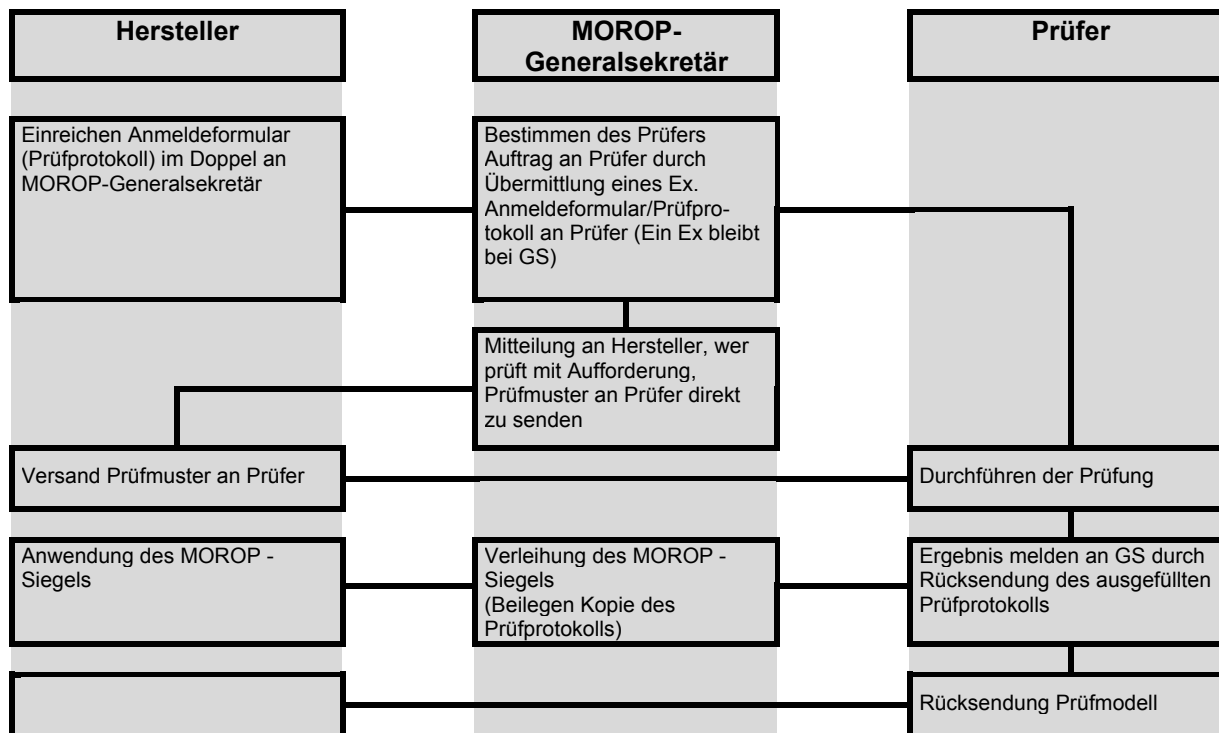 Hersteller
MOROP-
Generalsekretär
Prüfer
Einreichen Anmeldeformular
(Prüfprotokoll) im Doppel an
MOROP-Generalsekretär
Bestimmen des Prüfers
Auftrag an Prüfer durch
Übermittlung eines Ex.
Anmeldeformular/Prüfpro-
tokoll an Prüfer (Ein Ex bleibt
bei GS)
Mitteilung an Hersteller, wer
prüft mit Aufforderung,
Prüfmuster an Prüfer direkt
zu senden
Versand Prüfmuster an Prüfer
Durchführen der Prüfung
Anwendung des MOROP -
Siegels
Verleihung des MOROP -
Siegels
(Beilegen Kopie des
Prüfprotokolls)
Ergebnis melden an GS durch
Rücksendung des ausgefüllten
Prüfprotokolls
Rücksendung Prüfmodell